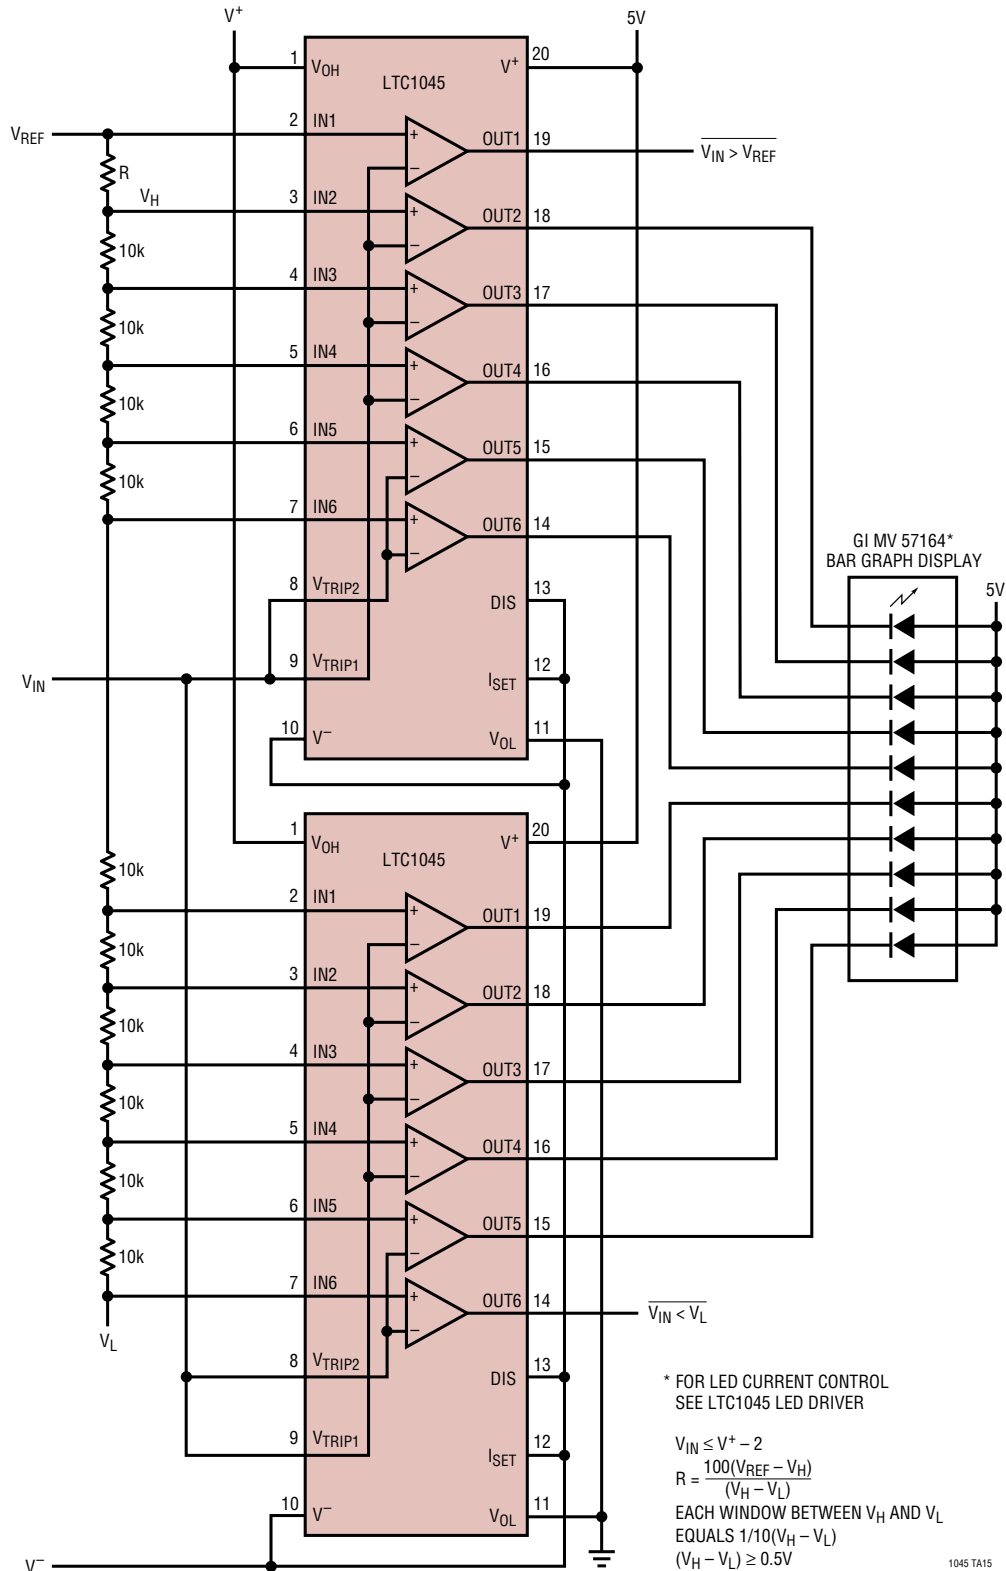 V+
5V
1
VOH
LTC1045
V+
20
VREF
2
IN1
+
−
OUT1
19
VIN > VREF
R
VH
3
IN2
+
−
OUT2
18
10k
4
IN3
+
−
OUT3
17
10k
5
IN4
+
−
OUT4
16
10k
6
IN5
+
−
OUT5
15
10k
7
IN6
+
−
OUT6
14
GI MV 57164*
BAR GRAPH DISPLAY
5V
8
VTRIP2
DIS
13
VIN
9
VTRIP1
ISET
12
10
V−
VOL
11
1
VOH
LTC1045
V+
20
10k
2
IN1
+
−
OUT1
19
10k
3
IN2
+
−
OUT2
18
10k
4
IN3
+
−
OUT3
17
10k
5
IN4
+
−
OUT4
16
10k
6
IN5
+
−
OUT5
15
10k
7
IN6
+
−
OUT6
14
VIN < VL
VL
8
VTRIP2
DIS
13
9
VTRIP1
ISET
12
10
V−
VOL
11
V−
* FOR LED CURRENT CONTROL
SEE LTC1045 LED DRIVER
VIN ≤ V+ – 2
R = 100(VREF – VH)
(VH – VL)
EACH WINDOW BETWEEN VH AND VL
EQUALS 1/10(VH – VL)
(VH – VL) ≥ 0.5V
1045 TA15